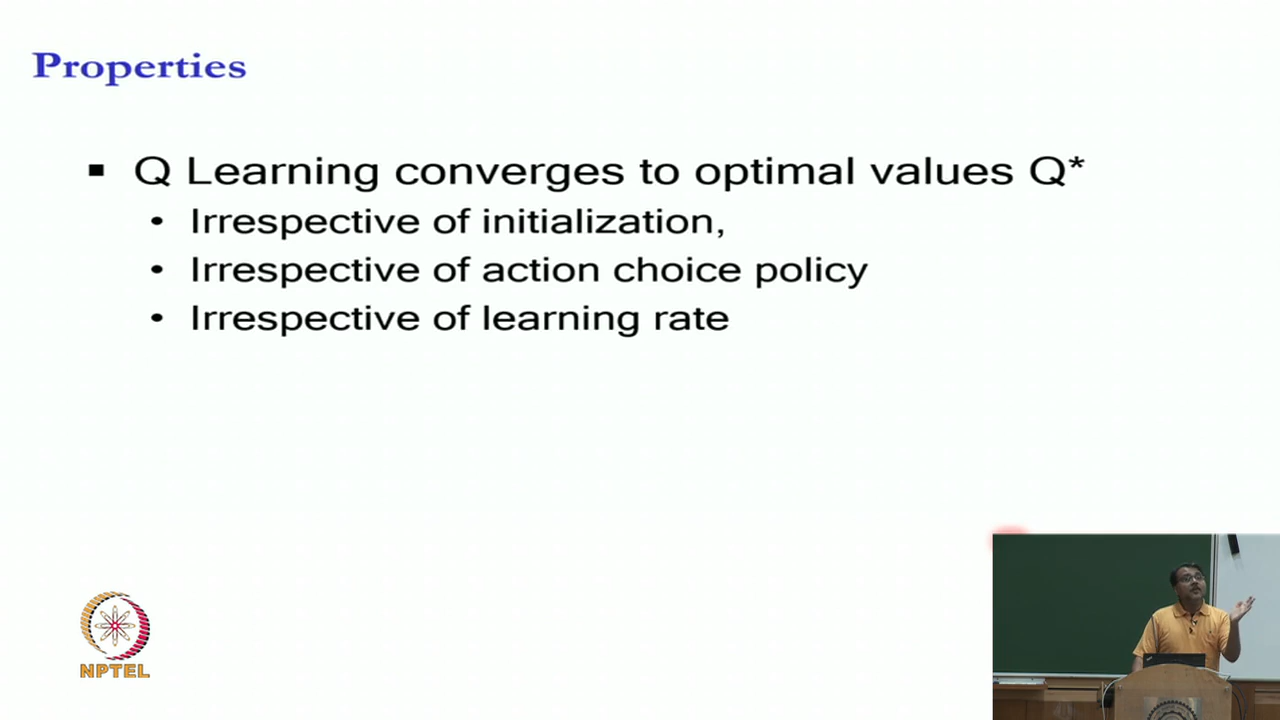 Properties
Q Learning converges to optimal values Q*
Irrespective of initialization,
Irrespective of action choice policy
Irrespective of learning rate
NPTEL